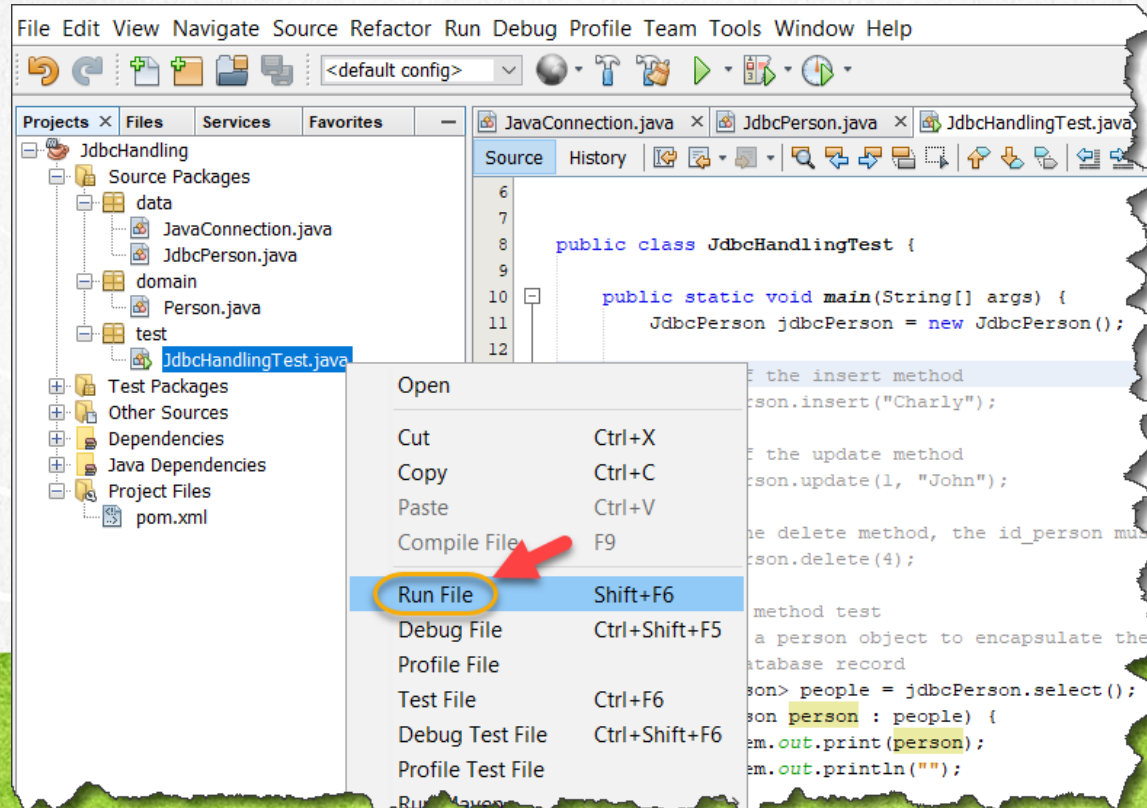 File Edit View Navigate Source Refactor Run Debug Profile Team Tools Window Help
<default config>
Projects × Files Services Favorites
JdbcHandling
Source Packages
data
JavaConnection.java
JdbcPerson.java
domain
Person.java
test
JdbcHandlingTest.java
Test Packages
Other Sources
Dependencies
Java Dependencies
Project Files
pom.xml
JavaConnection.java × JdbcPerson.java × JdbcHandlingTest.java
Source History
6
7
8 public class JdbcHandlingTest {
9
10 public static void main(String[] args) {
11 JdbcPerson jdbcPerson = new JdbcPerson();
12
f the insert method
rson.insert("Charly");
f the update method
rson.update(1, "John");
he delete method, the id_person mus
rson.delete(4);
method test
a person object to encapsulate the
atabase record
son> people = jdbcPerson.select();
son person : people) {
em.out.print(person);
em.out.println("");
Open
Cut Ctrl+X
Copy Ctrl+C
Paste Ctrl+V
Compile File F9
Run File Shift+F6
Debug File Ctrl+Shift+F5
Profile File
Test File Ctrl+F6
Debug Test File Ctrl+Shift+F6
Profile Test File
Run Maven